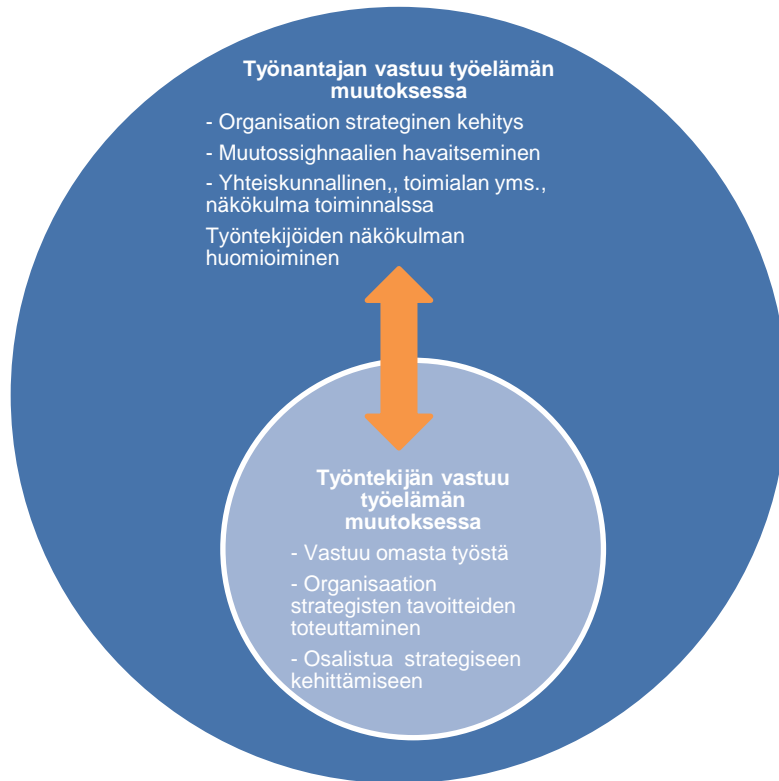 Työnantajan vastuu työelämän
muutoksessa
- Organisation strateginen kehitys
- Muutossighnaalien havaitseminen
- Yhteiskunnallinen,, toimialan yms.,
näkökulma toiminnalssa
Työntekijöiden näkökulman
huomioiminen
Työntekijän vastuu
työelämän
muutoksessa
- Vastuu omasta työstä
- Organisaation
strategisten tavoitteiden
toteuttaminen
- Osalistua  strategiseen
kehittämiseen